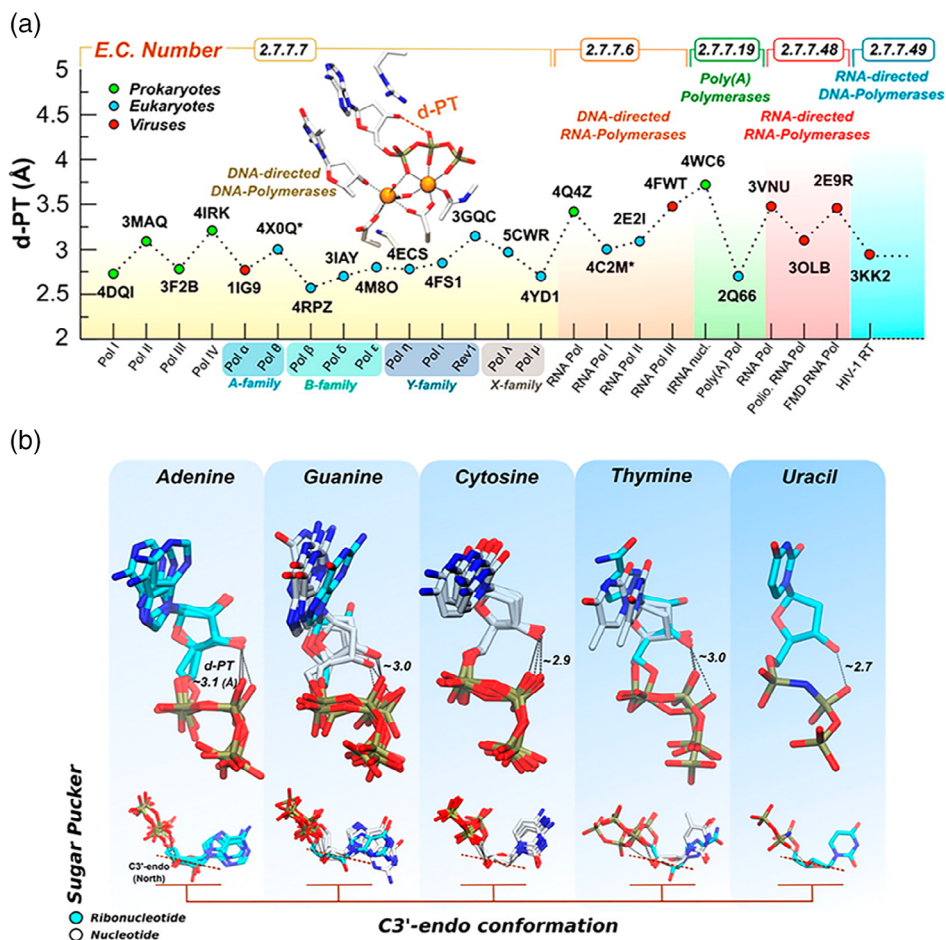 (a)
E.C. Number
2.7.7.7
2.7.7.6
2.7.7.19
2.7.7.48
2.7.7.49
Prokaryotes
Eukaryotes
Viruses
d-PT
DNA-directed
DNA-Polymerases
DNA-directed
RNA-Polymerases
Poly(A)
Polymerases
RNA-directed
RNA-Polymerases
RNA-directed
DNA-Polymerases
d-PT (Å)
5
4.5
4
3.5
3
2.5
2
4DQI
3MAQ
3F2B
4IRK
1IG9
4X0Q*
4RPZ
3IAY
4M8O
4ECS
4FS1
3GQC
5CWR
4YD1
4Q4Z
4C2M*
2E2I
4FWT
4WC6
2Q66
3VNU
3OLB
2E9R
3KK2
Pol I
Pol II
Pol III
Pol IV
Pol α
Pol θ
Pol β
Pol δ
Pol ε
Pol η
Pol ι
Rev1
Pol λ
Pol μ
RNA Pol
RNA Pol I
RNA Pol II
RNA Pol III
tRNA nucl.
Poly(A) Pol
RNA Pol
Polio. RNA Pol
FMD RNA Pol
HIV-1 RT
A-family
B-family
Y-family
X-family
(b)
Adenine
Guanine
Cytosine
Thymine
Uracil
d-PT
~3.1 (Å)
~3.0
~2.9
~3.0
~2.7
Sugar Pucker
C3'-endo
(North)
Ribonucleotide
Nucleotide
C3'-endo conformation